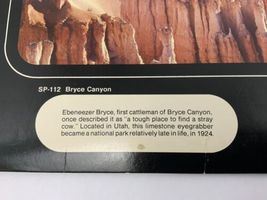 SP-112 Bryce Canyon
Ebeneezer Bryce, first cattleman of Bryce Canyon,
once described it as "a tough place to find a stray
cow." Located in Utah, this limestone eyegrabber
became a national park relatively late in life, in 1924.